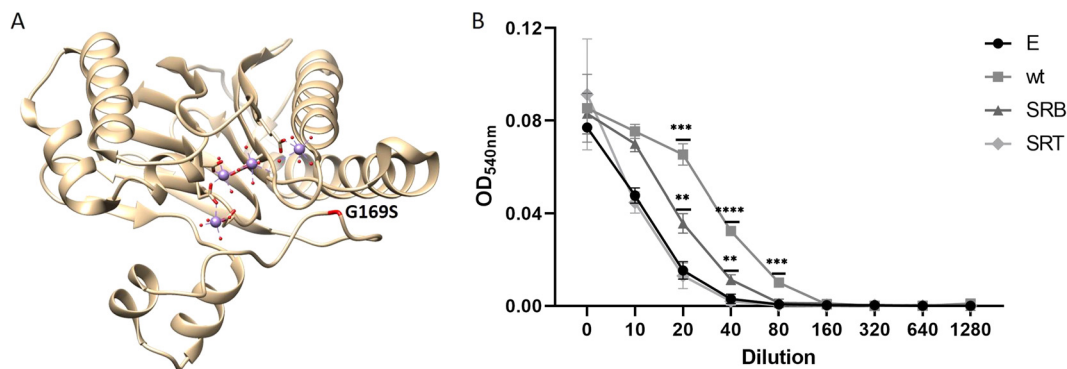 A
G169S
B
0.12
0.08
0.04
0.00
OD540nm
***
**
****
**
***
0 10 20 40 80 160 320 640 1280
Dilution
E
wt
SRB
SRT